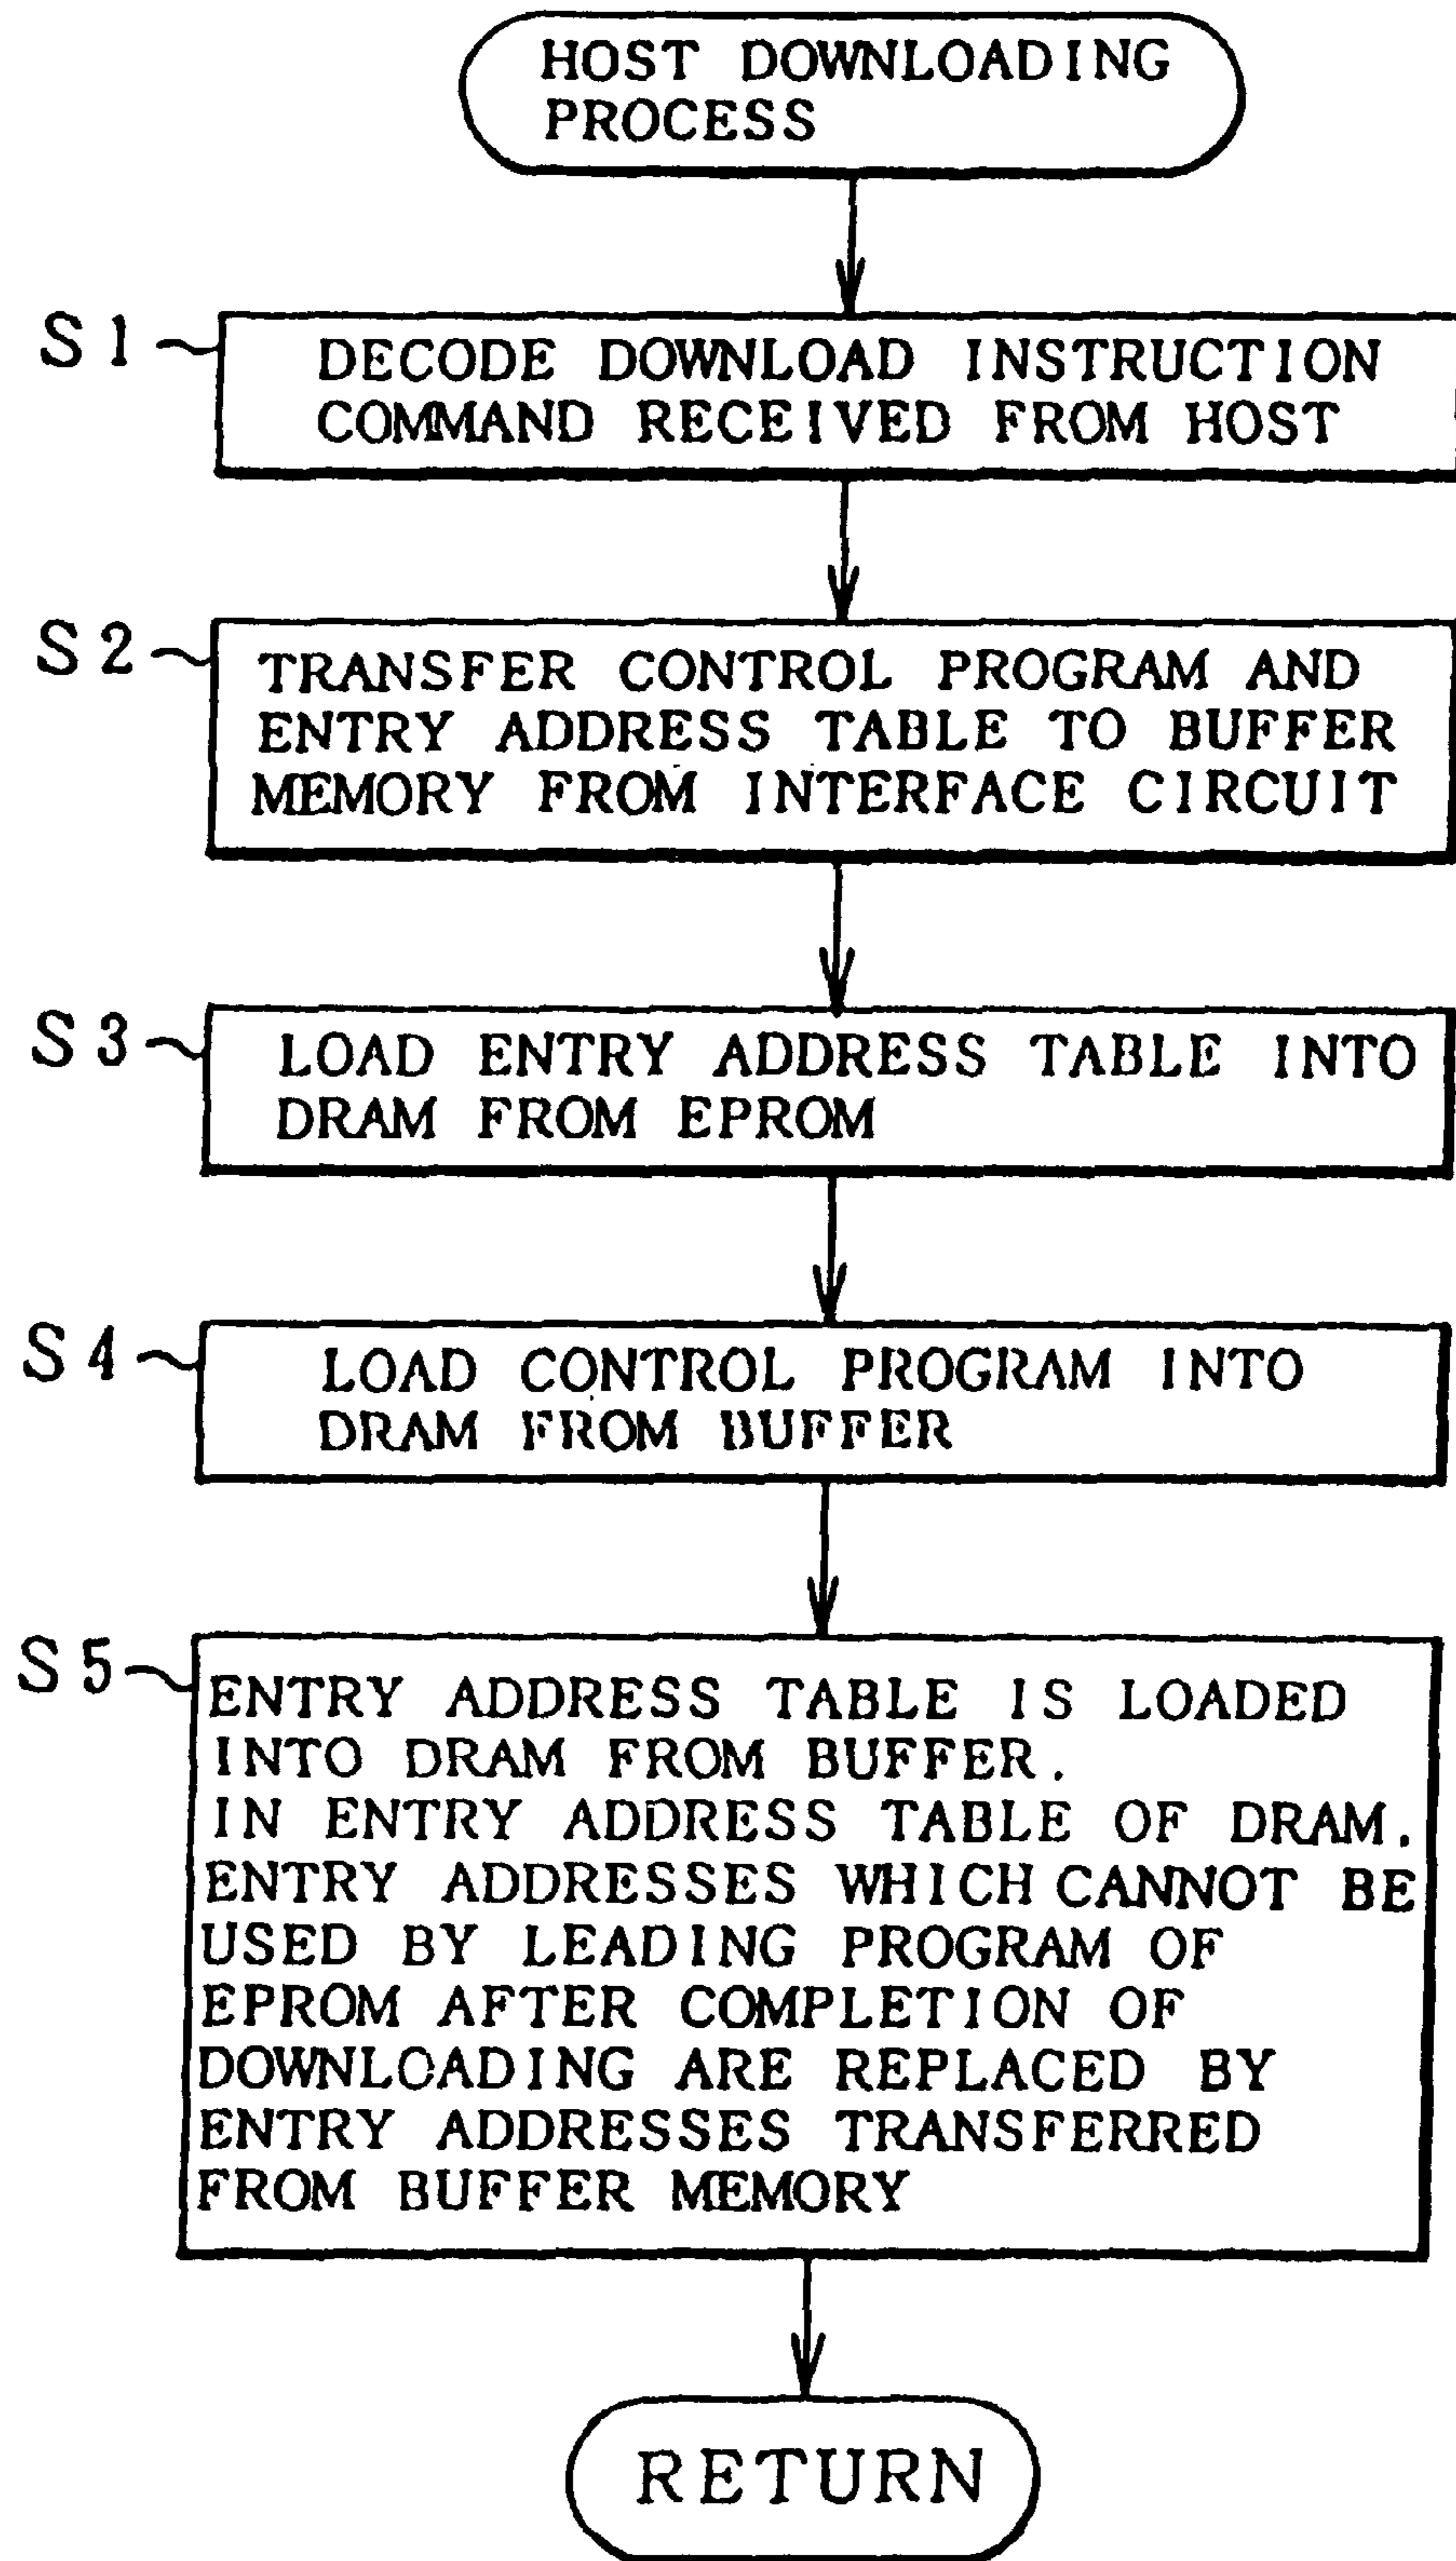 HOST DOWNLOADING
PROCESS
S1
DECODE DOWNLOAD INSTRUCTION
COMMAND RECEIVED FROM HOST
S2
TRANSFER CONTROL PROGRAM AND
ENTRY ADDRESS TABLE TO BUFFER
MEMORY FROM INTERFACE CIRCUIT
S3
LOAD ENTRY ADDRESS TABLE INTO
DRAM FROM EPROM
S4
LOAD CONTROL PROGRAM INTO
DRAM FROM BUFFER
S5
ENTRY ADDRESS TABLE IS LOADED
INTO DRAM FROM BUFFER.
IN ENTRY ADDRESS TABLE OF DRAM.
ENTRY ADDRESSES WHICH CANNOT BE
USED BY LEADING PROGRAM OF
EPROM AFTER COMPLETION OF
DOWNLOADING ARE REPLACED BY
ENTRY ADDRESSES TRANSFERRED
FROM BUFFER MEMORY
RETURN